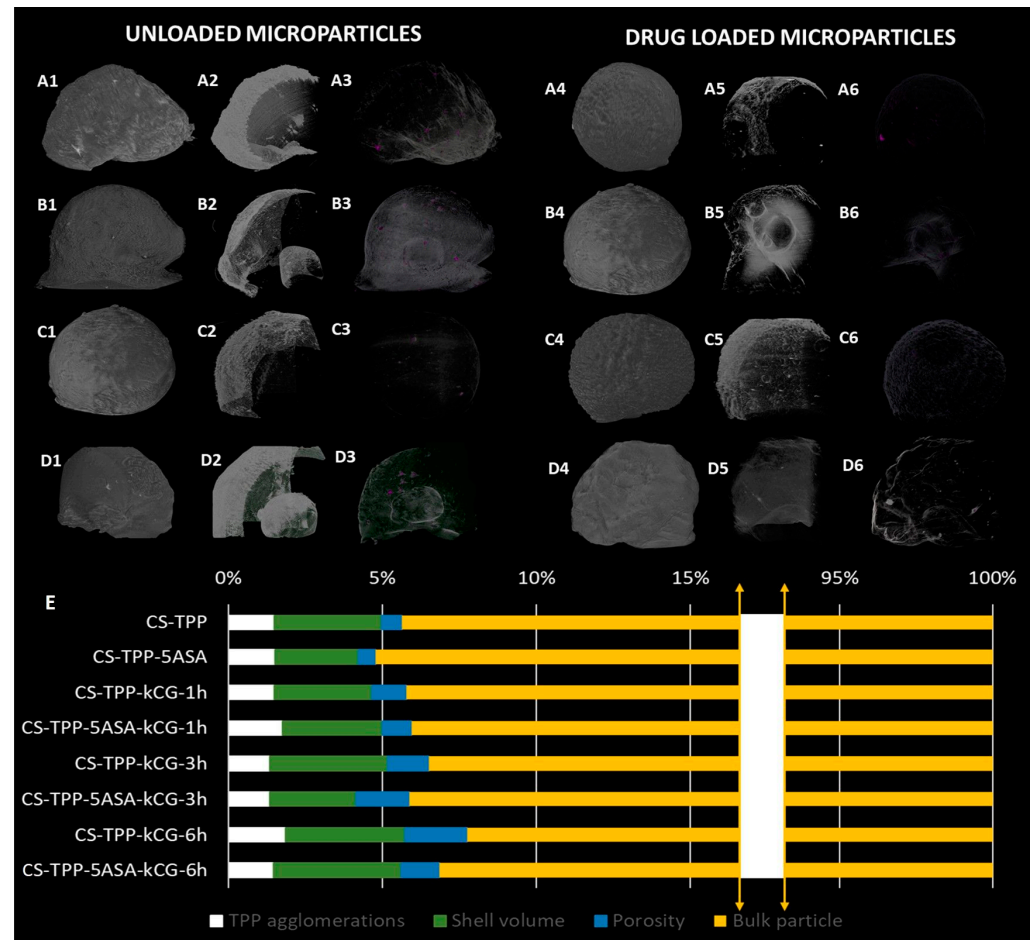 UNLOADED MICROPARTICLES
DRUG LOADED MICROPARTICLES
A1 A2 A3 A4 A5 A6
B1 B2 B3 B4 B5 B6
C1 C2 C3 C4 C5 C6
D1 D2 D3 D4 D5 D6
0% 5% 10% 15% 95% 100%
E
CS-TPP
CS-TPP-5ASA
CS-TPP-kCG-1h
CS-TPP-5ASA-kCG-1h
CS-TPP-kCG-3h
CS-TPP-5ASA-kCG-3h
CS-TPP-kCG-6h
CS-TPP-5ASA-kCG-6h
TPP agglomerations Shell volume Porosity Bulk particle